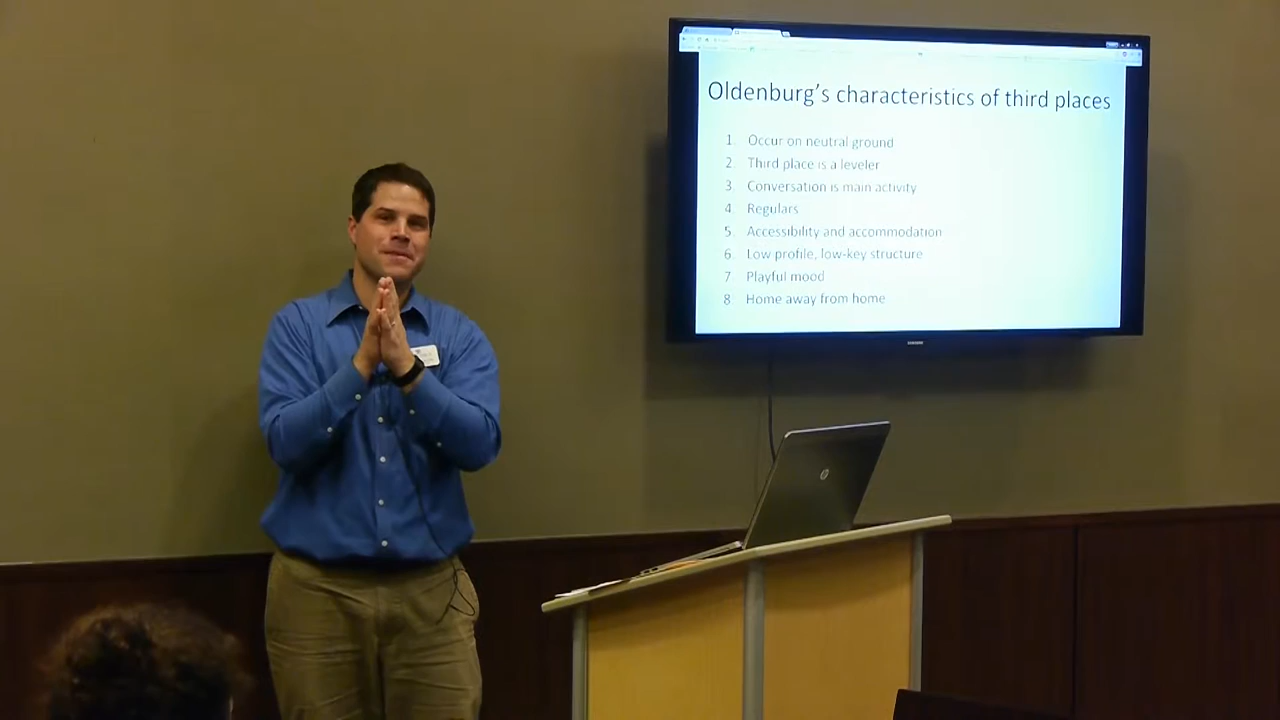 Oldenburg's characteristics of third places
1. Occur on neutral ground
2. Third place is a leveler
3. Conversation is main activity
4. Regulars
5. Accessibility and accommodation
6. Low profile, low-key structure
7. Playful mood
8. Home away from home
SAMSUNG
hp